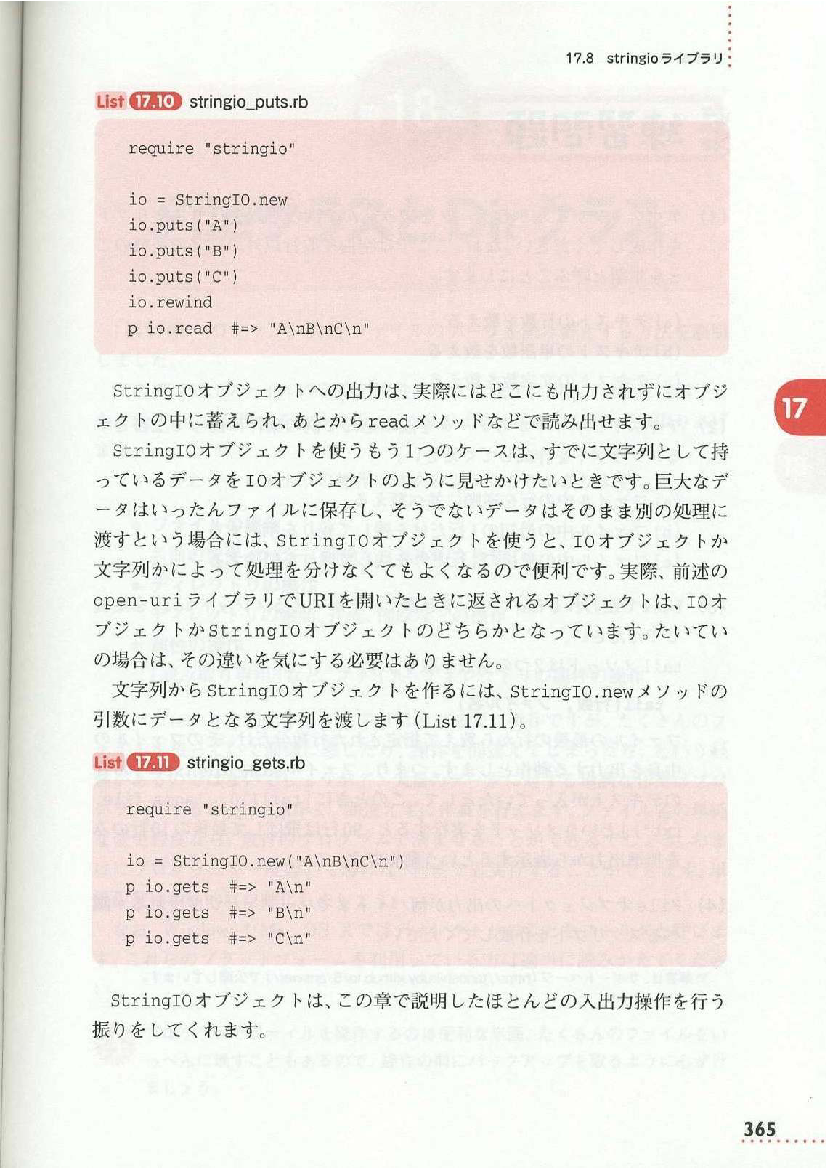 17.8 stringioライブラリ
List 17.10 stringio_puts.rb
require "stringio"
io = StringIO.new
io.puts("A")
io.puts("B")
io.puts("C")
io.rewind
p io.read #=> "A\nB\nC\n"
StringIOオブジェクトへの出力は、実際にはどこにも出力されずにオブジ
ェクトの中に蓄えられ、あとからreadメソッドなどで読み出せます。
StringIOオブジェクトを使うもう1つのケースは、すでに文字列として持
っているデータをIOオブジェクトのように見せかけたいときです。巨大なデ
ータはいったんファイルに保存し、そうでないデータはそのまま別の処理に
渡すという場合には、StringIOオブジェクトを使うと、IOオブジェクトか
文字列かによって処理を分けなくてもよくなるので便利です。実際、前述の
open-uriライブラリでURIを開いたときに返されるオブジェクトは、IOオ
ブジェクトかStringIOオブジェクトのどちらかとなっています。たいてい
の場合は、その違いを気にする必要はありません。
文字列からStringIOオブジェクトを作るには、StringIO.newメソッドの
引数にデータとなる文字列を渡します(List 17.11)。
List 17.11 stringio_gets.rb
require "stringio"
io = StringIO.new("A\nB\nC\n")
p io.gets #=> "A\n"
p io.gets #=> "B\n"
p io.gets #=> "C\n"
StringIOオブジェクトは、この章で説明したほとんどの入出力操作を行う
振りをしてくれます。
17
365